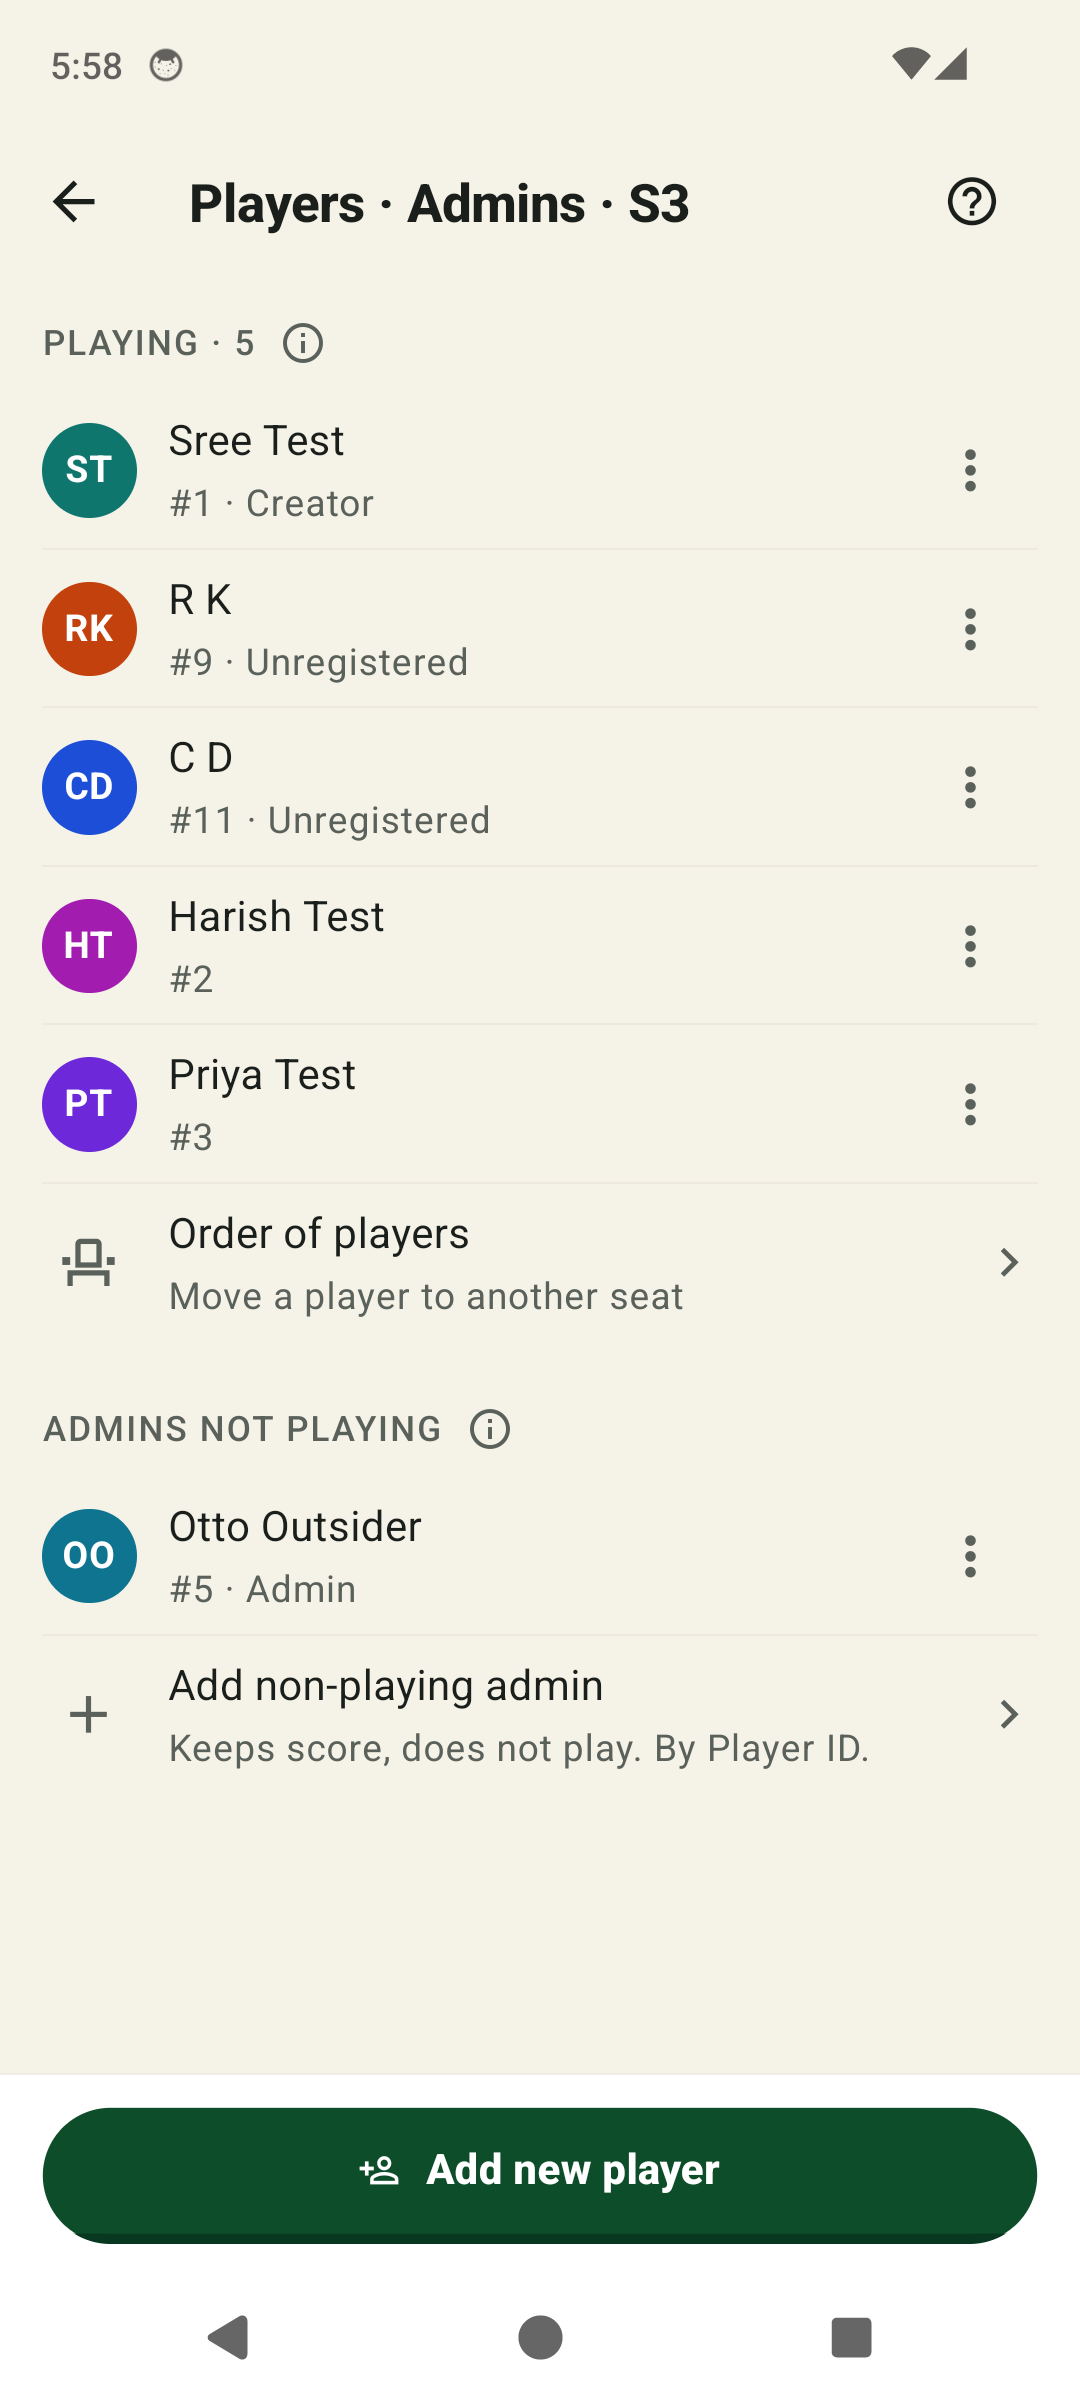 5:58
Players · Admins · S3
PLAYING · 5
ST
Sree Test
#1 · Creator
RK
R K
#9 · Unregistered
CD
C D
#11 · Unregistered
HT
Harish Test
#2
PT
Priya Test
#3
Order of players
Move a player to another seat
ADMINS NOT PLAYING
OO
Otto Outsider
#5 · Admin
Add non-playing admin
Keeps score, does not play. By Player ID.
Add new player